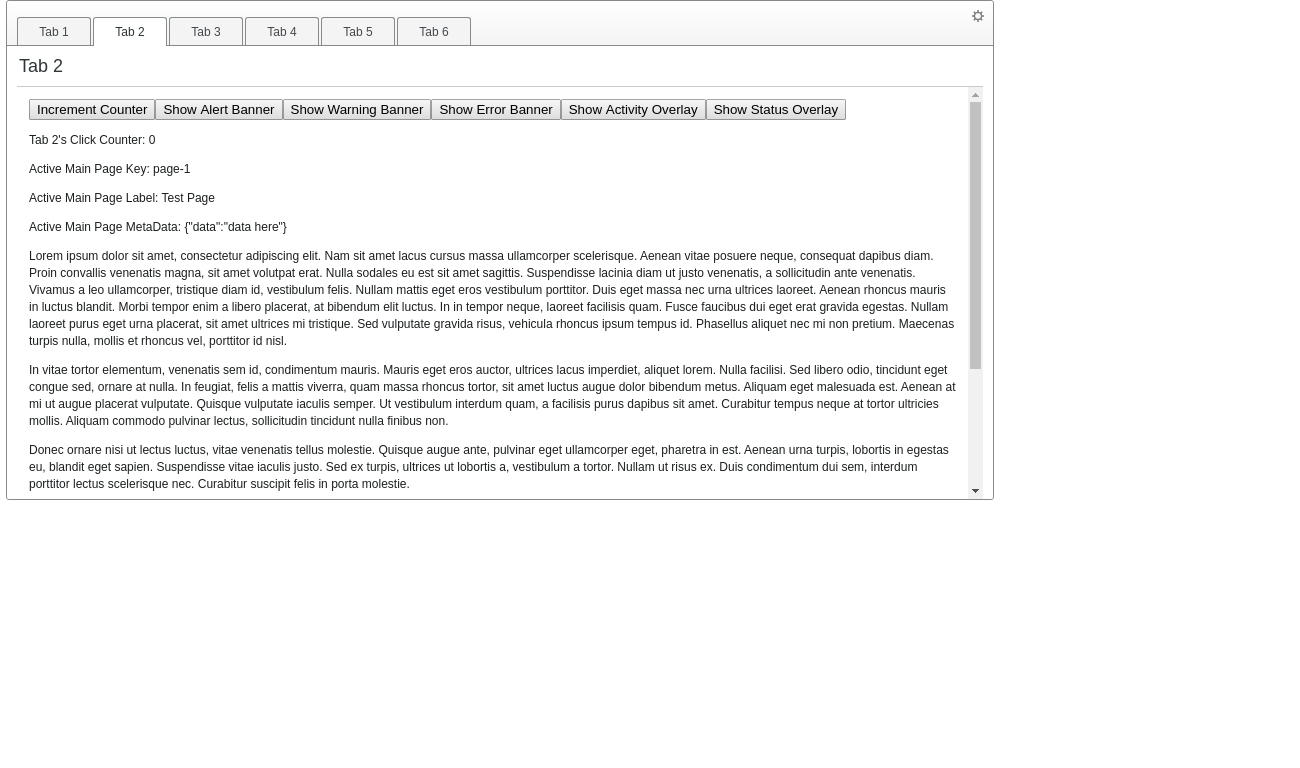 Tab 1 Tab 2 Tab 3 Tab 4 Tab 5 Tab 6
Tab 2
Increment Counter Show Alert Banner Show Warning Banner Show Error Banner Show Activity Overlay Show Status Overlay
Tab 2's Click Counter: 0
Active Main Page Key: page-1
Active Main Page Label: Test Page
Active Main Page MetaData: {"data":"data here"}
Lorem ipsum dolor sit amet, consectetur adipiscing elit. Nam sit amet lacus cursus massa ullamcorper scelerisque. Aenean vitae posuere neque, consequat dapibus diam.
Proin convallis venenatis magna, sit amet volutpat erat. Nulla sodales eu est sit amet sagittis. Suspendisse lacinia diam ut justo venenatis, a sollicitudin ante venenatis.
Vivamus a leo ullamcorper, tristique diam id, vestibulum felis. Nullam mattis eget eros vestibulum porttitor. Duis eget massa nec urna ultrices laoreet. Aenean rhoncus mauris
in luctus blandit. Morbi tempor enim a libero placerat, at bibendum elit luctus. In in tempor neque, laoreet facilisis quam. Fusce faucibus dui eget erat gravida egestas. Nullam
laoreet purus eget urna placerat, sit amet ultrices mi tristique. Sed vulputate gravida risus, vehicula rhoncus ipsum tempus id. Phasellus aliquet nec mi non pretium. Maecenas
turpis nulla, mollis et rhoncus vel, porttitor id nisl.
In vitae tortor elementum, venenatis sem id, condimentum mauris. Mauris eget eros auctor, ultrices lacus imperdiet, aliquet lorem. Nulla facilisi. Sed libero odio, tincidunt eget
congue sed, ornare at nulla. In feugiat, felis a mattis viverra, quam massa rhoncus tortor, sit amet luctus augue dolor bibendum metus. Aliquam eget malesuada est. Aenean at
mi ut augue placerat vulputate. Quisque vulputate iaculis semper. Ut vestibulum interdum quam, a facilisis purus dapibus sit amet. Curabitur tempus neque at tortor ultricies
mollis. Aliquam commodo pulvinar lectus, sollicitudin tincidunt nulla finibus non.
Donec ornare nisi ut lectus luctus, vitae venenatis tellus molestie. Quisque augue ante, pulvinar eget ullamcorper eget, pharetra in est. Aenean urna turpis, lobortis in egestas
eu, blandit eget sapien. Suspendisse vitae iaculis justo. Sed ex turpis, ultrices ut lobortis a, vestibulum a tortor. Nullam ut risus ex. Duis condimentum dui sem, interdum
porttitor lectus scelerisque nec. Curabitur suscipit felis in porta molestie.